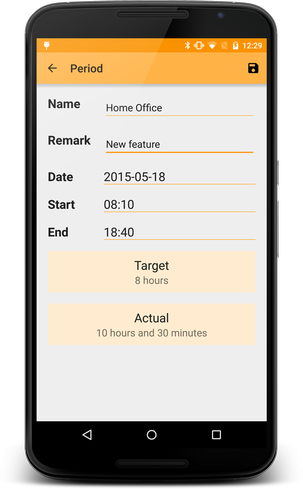 12:29
Period
Name
Home Office
Remark
New feature
Date
2015-05-18
Start
08:10
End
18:40
Target
8 hours
Actual
10 hours and 30 minutes